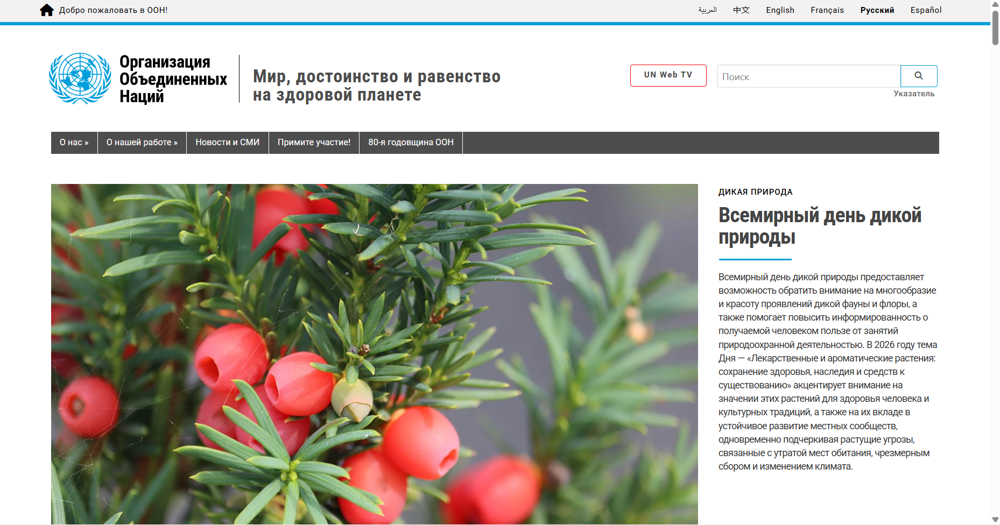 Добро пожаловать в ООН!
العربية 中文 English Français Русский Español
Организация
Объединенных
Наций
Мир, достоинство и равенство
на здоровой планете
UN Web TV
Поиск
Указатель
О нас » О нашей работе » Новости и СМИ Примите участие! 80-я годовщина ООН
ДИКАЯ ПРИРОДА
Всемирный день дикой
природы
Всемирный день дикой природы предоставляет
возможность обратить внимание на многообразие
и красоту проявлений дикой фауны и флоры, а
также помогает повысить информированность о
получаемой человеком пользе от занятий
природоохранной деятельностью. В 2026 году тема
Дня — «Лекарственные и ароматические растения:
сохранение здоровья, наследия и средств к
существованию» акцентирует внимание на
значении этих растений для здоровья человека и
культурных традиций, а также на их вкладе в
устойчивое развитие местных сообществ,
одновременно подчеркивая растущие угрозы,
связанные с утратой мест обитания, чрезмерным
сбором и изменением климата.